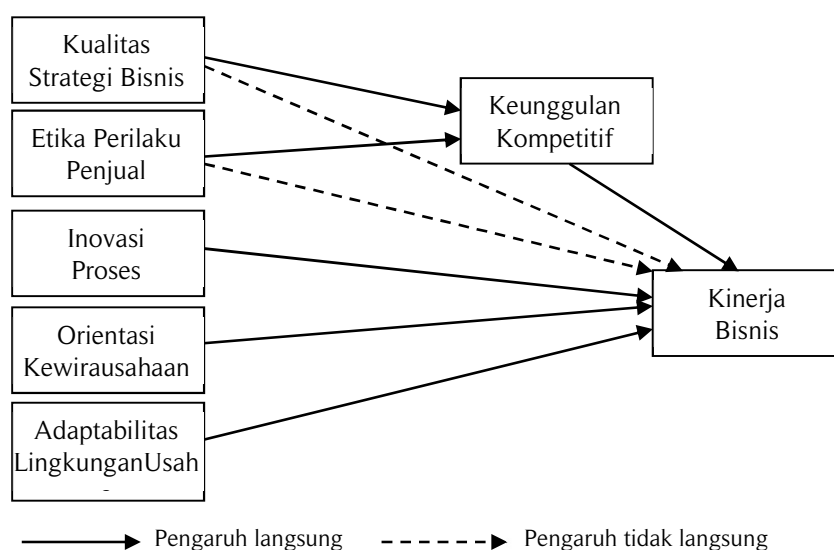 Kualitas
Strategi Bisnis
Keunggulan
Kompetitif
Etika Perilaku
Penjual
Inovasi
Proses
Kinerja
Bisnis
Orientasi
Kewirausahaan
Adaptabilitas
LingkunganUsah
Pengaruh langsung
Pengaruh tidak langsung